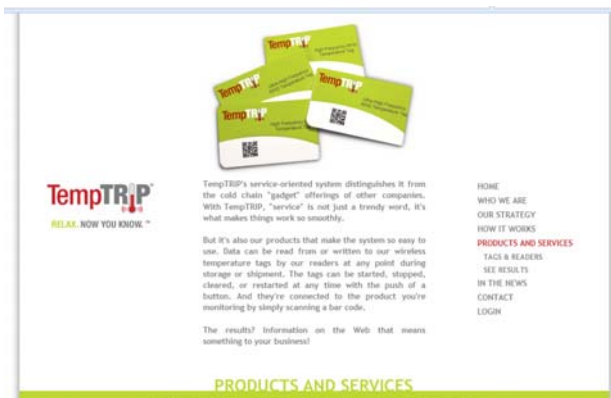 TempTRIP
TempTRIP
TempTRIP
TempTRIP
TempTRIP
RELAX. NOW YOU KNOW.™
TempTRIP's service-oriented system distinguishes it from
the cold chain "gadget" offerings of other companies.
With TempTRIP, "service" is not just a trendy word, it's
what makes things work so smoothly.
But it's also our products that make the system so easy to
use. Data can be read from or written to our wireless
temperature tags by our readers at any point during
storage or shipment. The tags can be started, stopped,
cleared, or restarted at any time with the push of a
button. And they're connected to the product you're
monitoring by simply scanning a bar code.
The results? Information on the Web that means
something to your business!
HOME
WHO WE ARE
OUR STRATEGY
HOW IT WORKS
PRODUCTS AND SERVICES
TAGS & READERS
SEE RESULTS
IN THE NEWS
CONTACT
LOGIN
PRODUCTS AND SERVICES